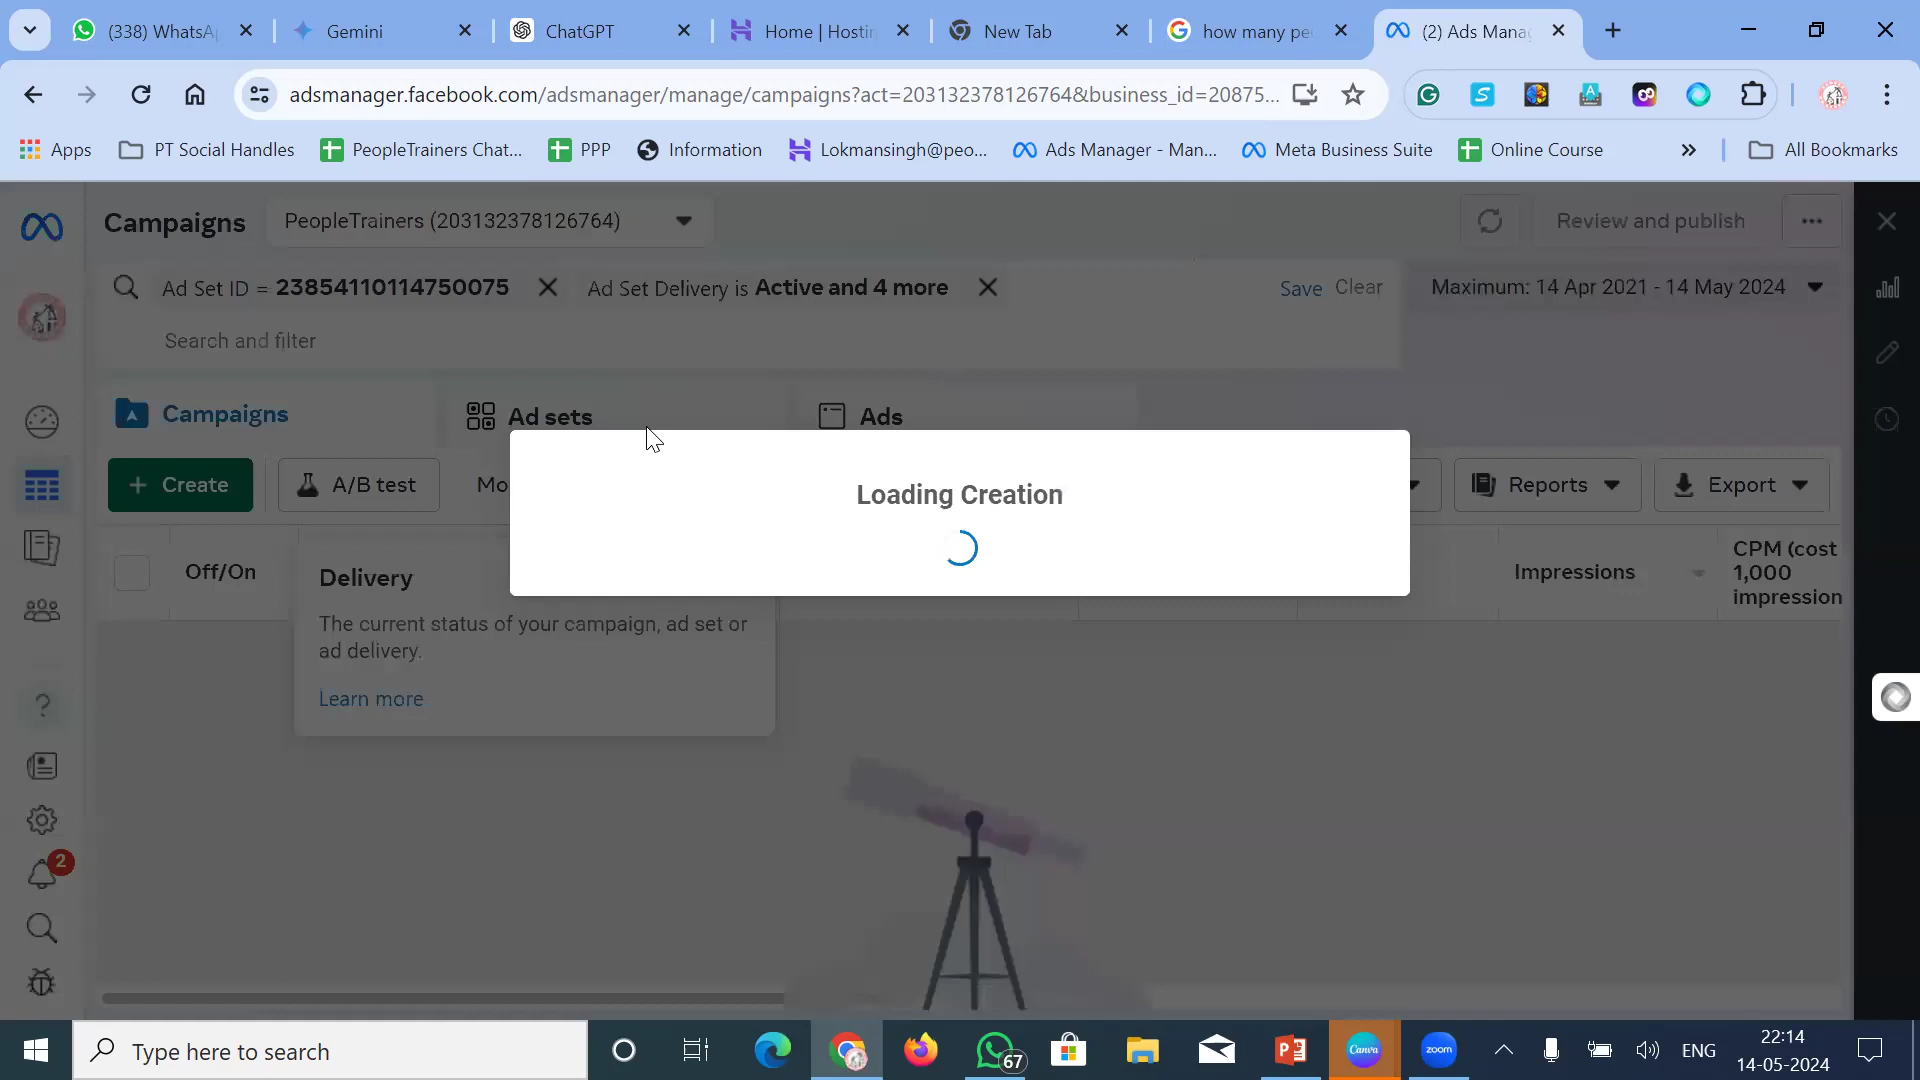 (338) WhatsA
Gemini
ChatGPT
Home | Hostin
New Tab
how many pe
(2) Ads Mana
adsmanager.facebook.com/adsmanager/manage/campaigns?act=203132378126764&business_id=20875...
Apps
PT Social Handles
PeopleTrainers Chat...
PPP
Information
Lokmansingh@peo...
Ads Manager - Man...
Meta Business Suite
Online Course
»
All Bookmarks
Campaigns
PeopleTrainers (203132378126764)
Review and publish
Ad Set ID = 23854110114750075
Ad Set Delivery is Active and 4 more
Save
Clear
Maximum: 14 Apr 2021 - 14 May 2024
Search and filter
Campaigns
Ad sets
Ads
+ Create
A/B test
Mo
Reports
Export
Loading Creation
Off/On
Delivery
The current status of your campaign, ad set or
ad delivery.
Learn more
Impressions
CPM (cost
1,000
impression
2
Type here to search
67
Canva
zoom
ENG
22:14
14-05-2024